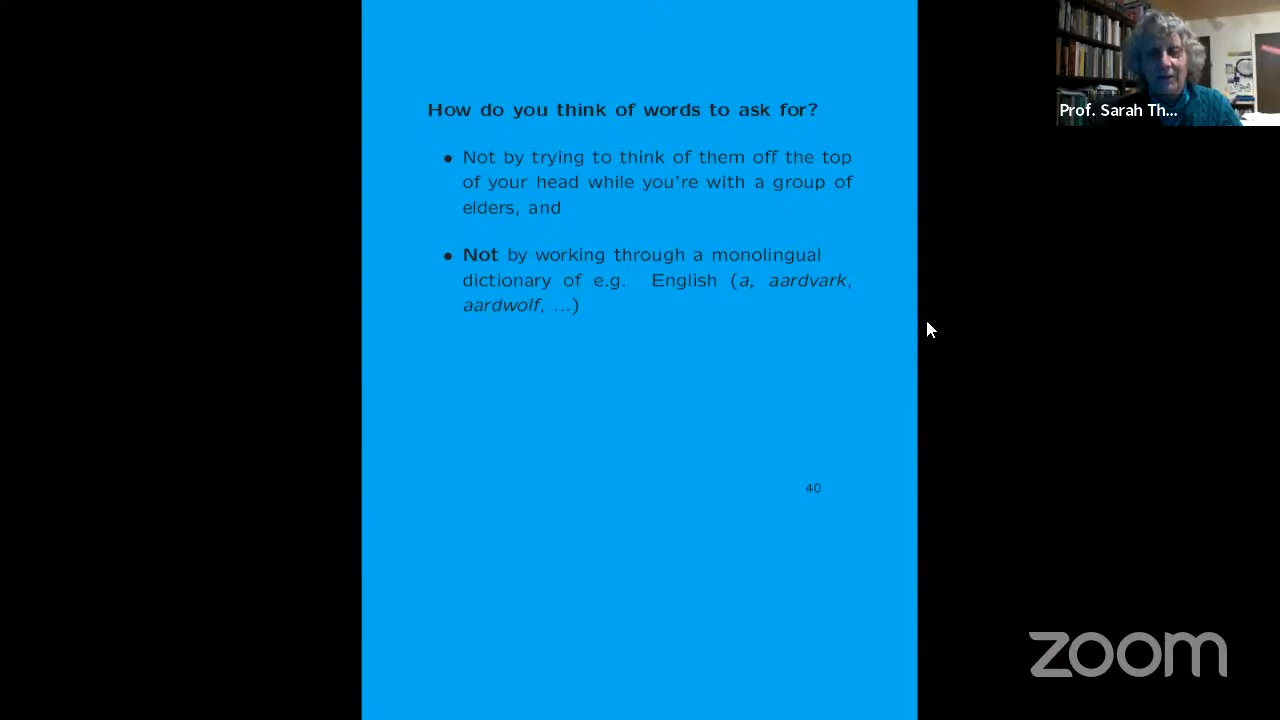 How do you think of words to ask for?
• Not by trying to think of them off the top
of your head while you're with a group of
elders, and
• Not by working through a monolingual
dictionary of e.g. English (a, aardvark,
aardwolf, ...)
40
Prof. Sarah Th...
zoom